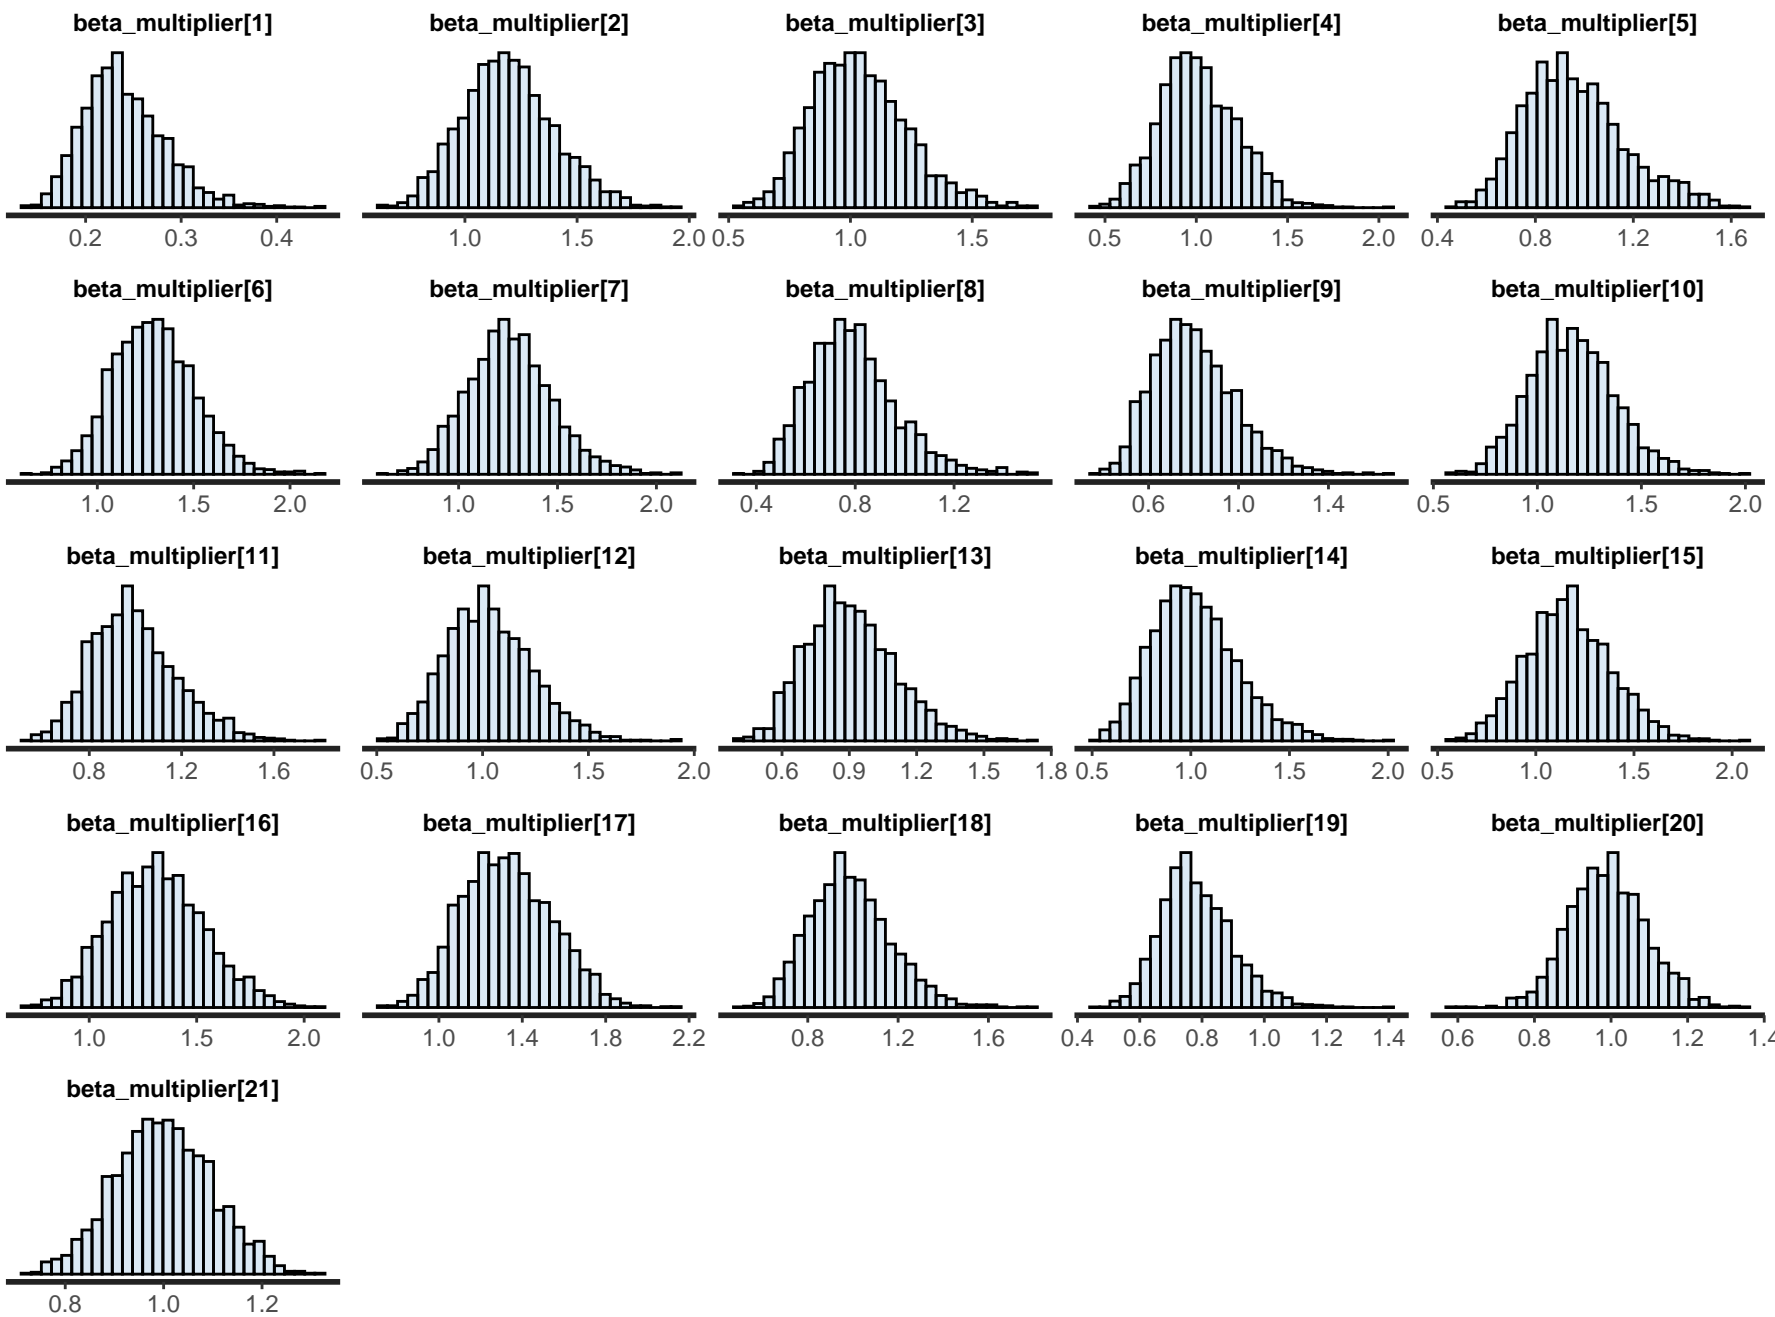 beta_multiplier[1] beta_multiplier[2] beta_multiplier[3] beta_multiplier[4] beta_multiplier[5]
0.2 0.3 0.4 1.0 1.5 2.0 0.5 1.0 1.5 0.5 1.0 1.5 2.0 0.4 0.8 1.2 1.6
beta_multiplier[6] beta_multiplier[7] beta_multiplier[8] beta_multiplier[9] beta_multiplier[10]
1.0 1.5 2.0 1.0 1.5 2.0 0.4 0.8 1.2 0.6 1.0 1.4 0.5 1.0 1.5 2.0
beta_multiplier[11] beta_multiplier[12] beta_multiplier[13] beta_multiplier[14] beta_multiplier[15]
0.8 1.2 1.6 0.5 1.0 1.5 2.0 0.6 0.9 1.2 1.5 1.8 0.5 1.0 1.5 2.0 0.5 1.0 1.5 2.0
beta_multiplier[16] beta_multiplier[17] beta_multiplier[18] beta_multiplier[19] beta_multiplier[20]
1.0 1.5 2.0 1.0 1.4 1.8 2.2 0.8 1.2 1.6 0.4 0.6 0.8 1.0 1.2 1.4 0.6 0.8 1.0 1.2 1.4
beta_multiplier[21]
0.8 1.0 1.2